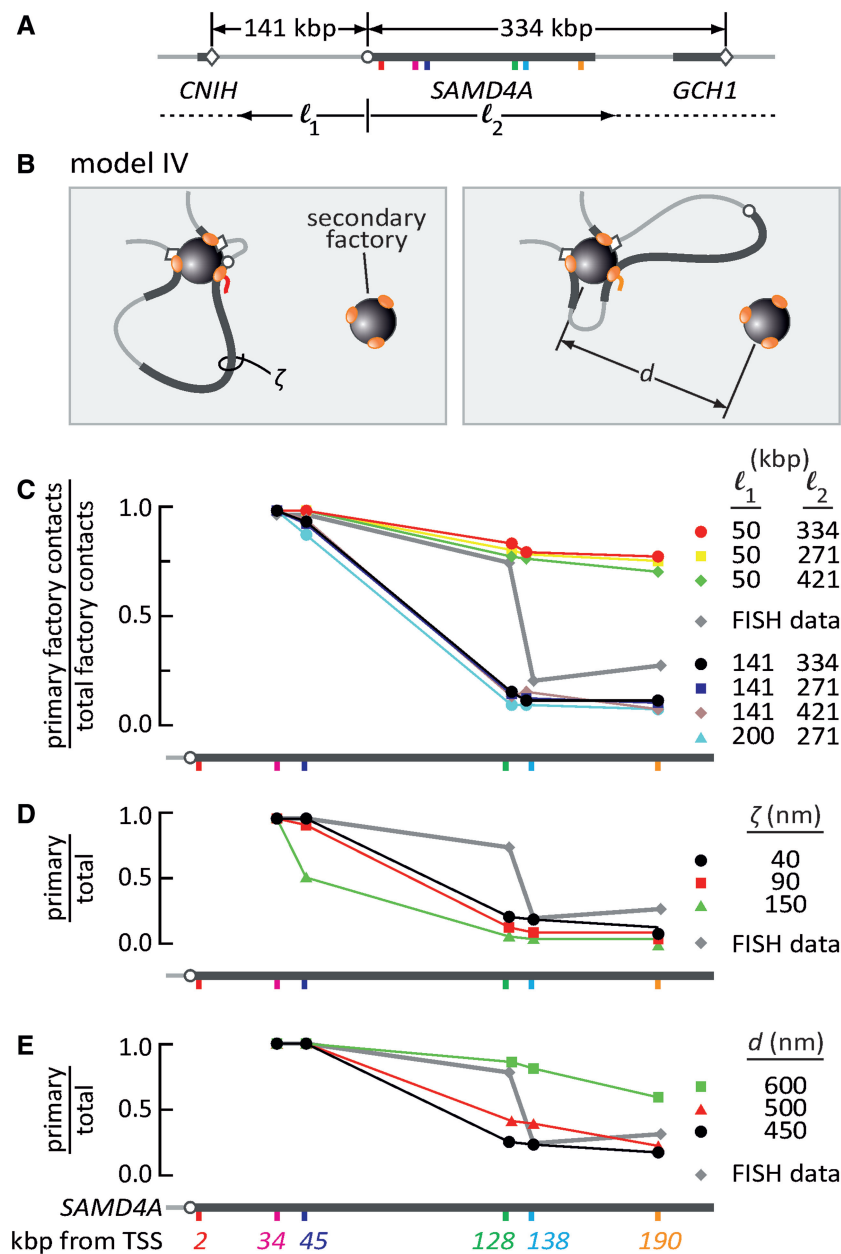 A
141 kbp
334 kbp
CNIH
SAMD4A
GCH1
ℓ1
ℓ2
B model IV
secondary factory
ζ
d
C
primary factory contacts
total factory contacts
1.0
0.5
0.0
(kbp)
ℓ1 ℓ2
50 334
50 271
50 421
FISH data
141 334
141 271
141 421
200 271
D
primary
total
1.0
0.5
0.0
ζ (nm)
40
90
150
FISH data
E
primary
total
1.0
0.5
0.0
d (nm)
600
500
450
FISH data
SAMD4A
kbp from TSS 2 34 45 128 138 190